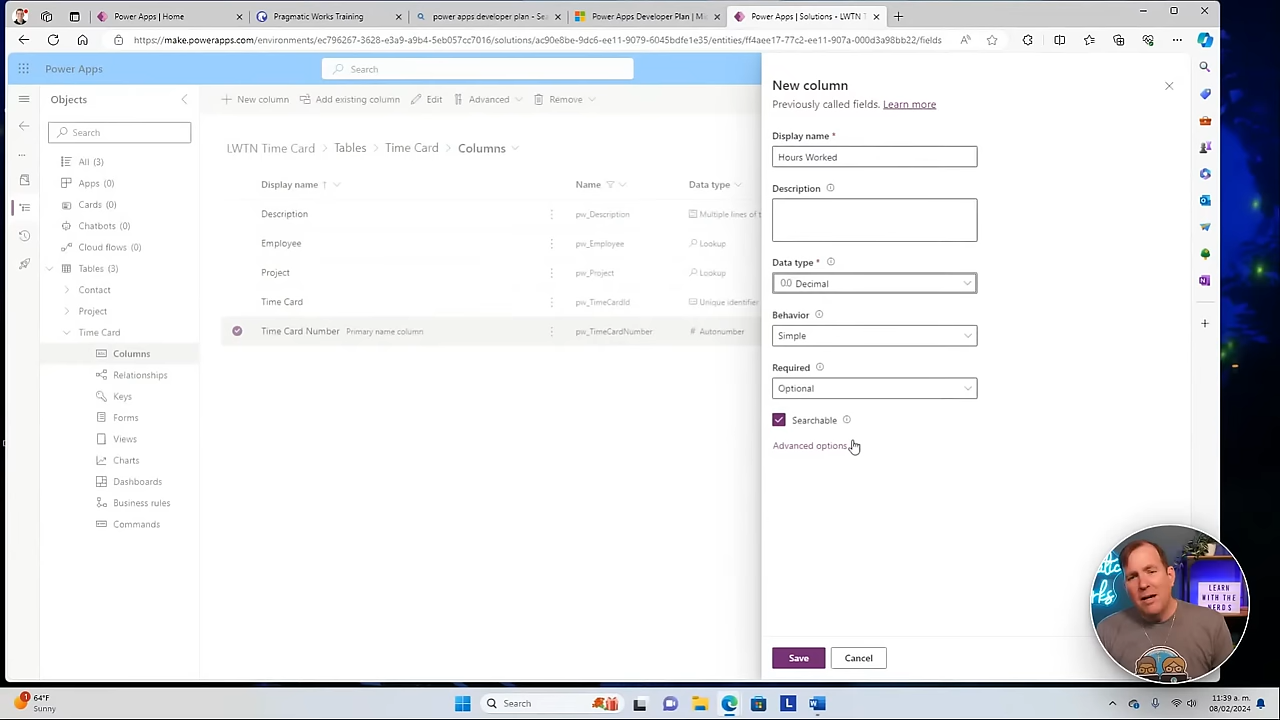 Power Apps | Home
Pragmatic Works Training
power apps developer plan - Se
Power Apps Developer Plan | M
Power Apps | Solutions - LWTN
https://make.powerapps.com/environments/ec796267-3628-e3a9-a9b4-5eb057cc7016/solutions/ac90e8be-9dc6-ee11-9079-6045bdfe1e35/entities/ff4aee17-77c2-ee11-907a-000d3a98bb22/fields
Power Apps
Search
Objects
Search
All (3)
Apps (0)
Cards (0)
Chatbots (0)
Cloud flows (0)
Tables (3)
Contact
Project
Time Card
Columns
Relationships
Keys
Forms
Views
Charts
Dashboards
Business rules
Commands
New column
Add existing column
Edit
Advanced
Remove
LWTN Time Card > Tables > Time Card > Columns
Display name ↑ Name Data type
Description pw_Description Multiple lines of t
Employee pw_Employee Lookup
Project pw_Project Lookup
Time Card pw_TimeCardId Unique identifier
Time Card Number Primary name column pw_TimeCardNumber # Autonumber
New column
Previously called fields. Learn more
Display name *
Hours Worked
Description
Data type *
0.0 Decimal
Behavior
Simple
Required
Optional
Searchable
Advanced options
Save
Cancel
LEARN
WITH THE
NERDS
64°F
Sunny
Search
11:39 a. m.
08/02/2024